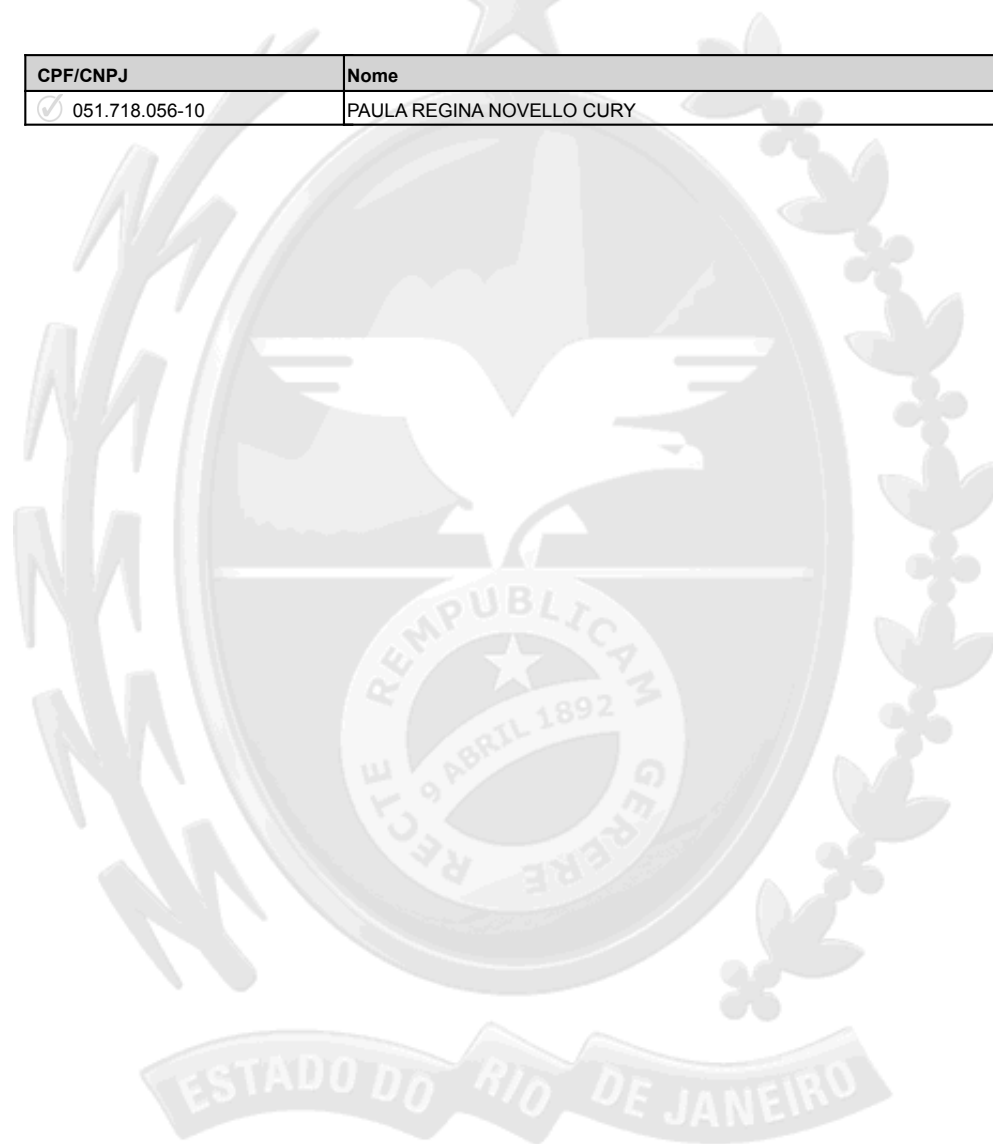 CPF/CNPJ Nome
051.718.056-10 PAULA REGINA NOVELLO CURY
RECTE REMPUBLICAM GERERE
9 ABRIL 1892
ESTADO DO RIO DE JANEIRO